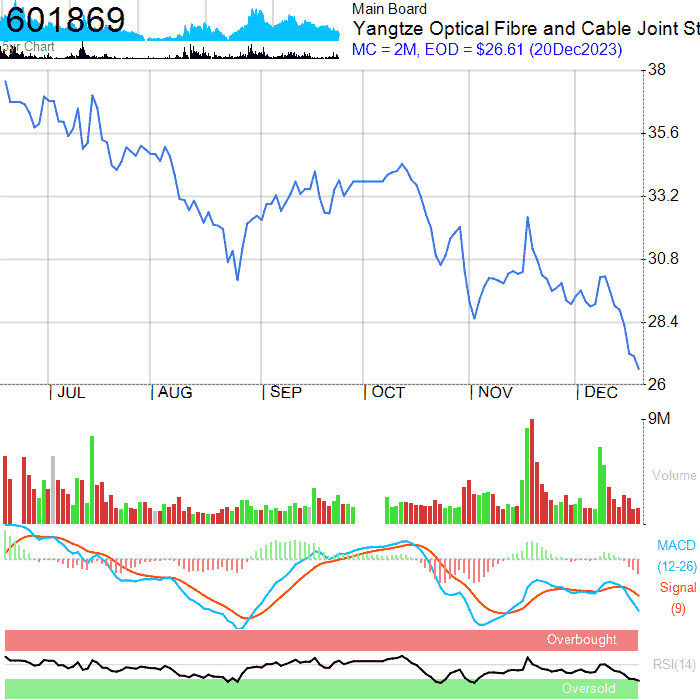 601869
5yr Chart
Main Board
Yangtze Optical Fibre and Cable Joint St
MC = 2M, EOD = $26.61 (20Dec2023)
38
35.6
33.2
30.8
28.4
26
JUL
AUG
SEP
OCT
NOV
DEC
9M
Volume
MACD
(12-26)
Signal
(9)
Overbought
RSI(14)
Oversold